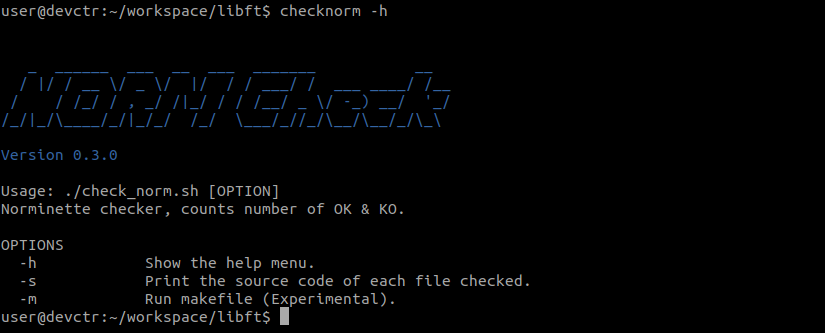 user@devctr:~/workspace/libft$ checknorm -h
NORM Check
Version 0.3.0
Usage: ./check_norm.sh [OPTION]
Norminette checker, counts number of OK & KO.
OPTIONS
-h Show the help menu.
-s Print the source code of each file checked.
-m Run makefile (Experimental).
user@devctr:~/workspace/libft$